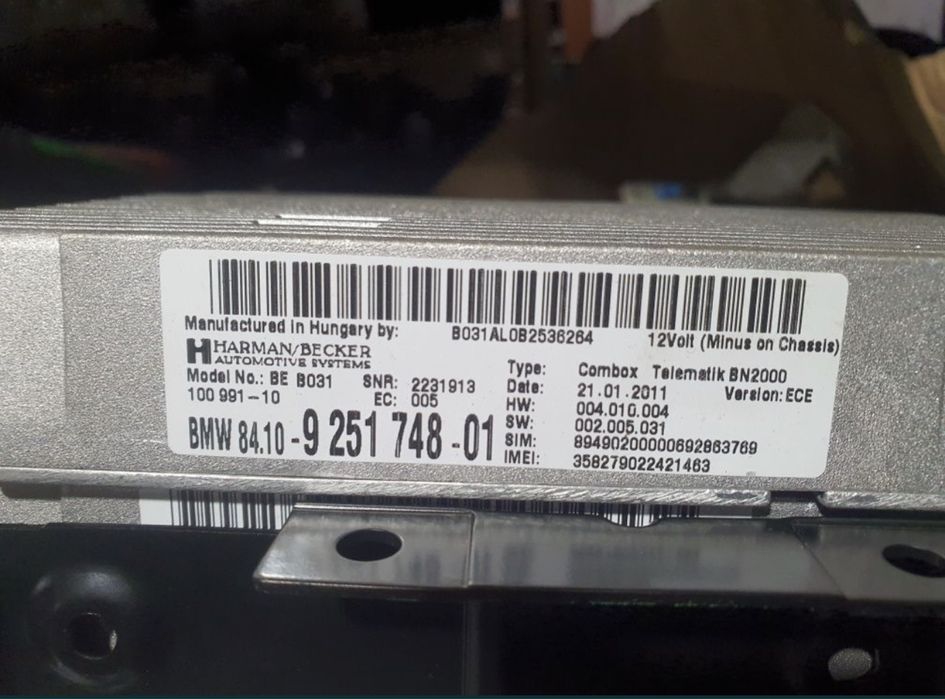 Manufactured in Hungary by: B031AL0B2536264 12Volt (Minus on Chassis)
HARMAN/BECKER
AUTOMOTIVE SYSTEMS
Model No.: BE B031 SNR: 2231913
100 991-10 EC: 005
BMW 84.10 - 9 251 748 - 01
Type: Combox Telematik BN2000
Date: 21.01.2011 Version: ECE
HW: 004.010.004
SW: 002.005.031
SIM: 89490200000692863769
IMEI: 358279022421463